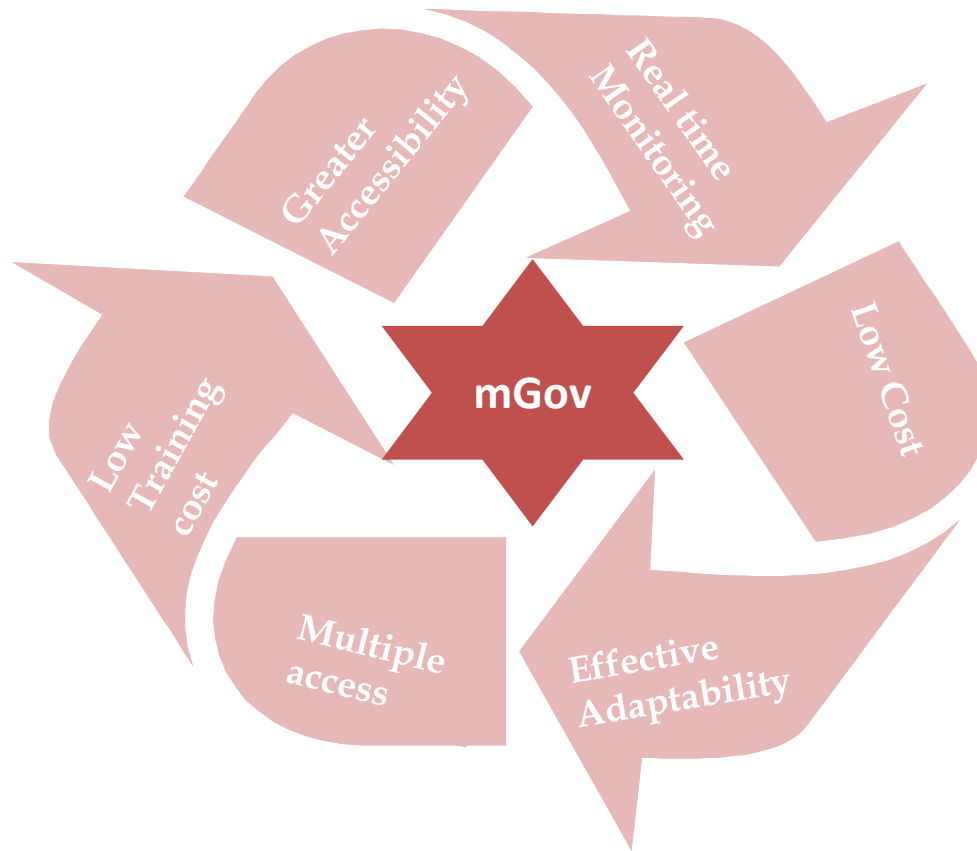 Real time
Monitoring
Greater
Accessibility
Low Cost
mGov
Low
Training
cost
Multiple
access
Effective
Adaptability